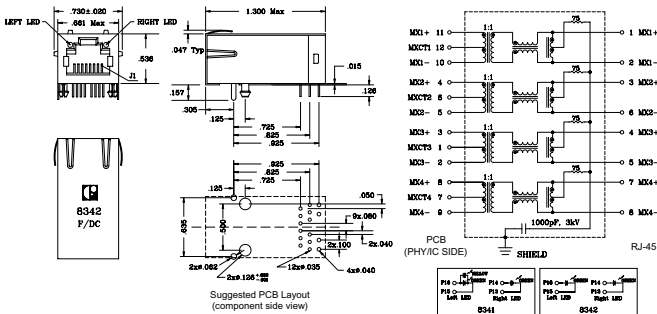 .730±.020
.661 Max
LEFT LED
RIGHT LED
.536
J1
1.300 Max
.047 Typ
.015
.157
.126
.305
.125
.725
.825
.925
8342
F/DC
.925
.825
.725
.125
.050
.635
.500
9x.080
2x.040
2x.100
2xø.062
2xø.126
12xø.035
4xø.040
Suggested PCB Layout
(component side view)
1:1
75
MX1+ 11
MXCT1 12
MX1- 10
1 MX1+
2 MX1-
1:1
75
MX2+ 4
MXCT2 6
MX2- 5
3 MX2+
6 MX2-
1:1
75
MX3+ 3
MXCT3 1
MX3- 2
4 MX3+
5 MX3-
1:1
75
MX4+ 8
MXCT4 7
MX4- 9
7 MX4+
8 MX4-
1000pF, 3kV
PCB
(PHY/IC SIDE)
SHIELD
RJ-45
YELLOW
GREEN
P16
P15
Left LED
GREEN
P14
P13
Right LED
8341
GREEN
P16
P15
Left LED
GREEN
P14
P13
Right LED
8342